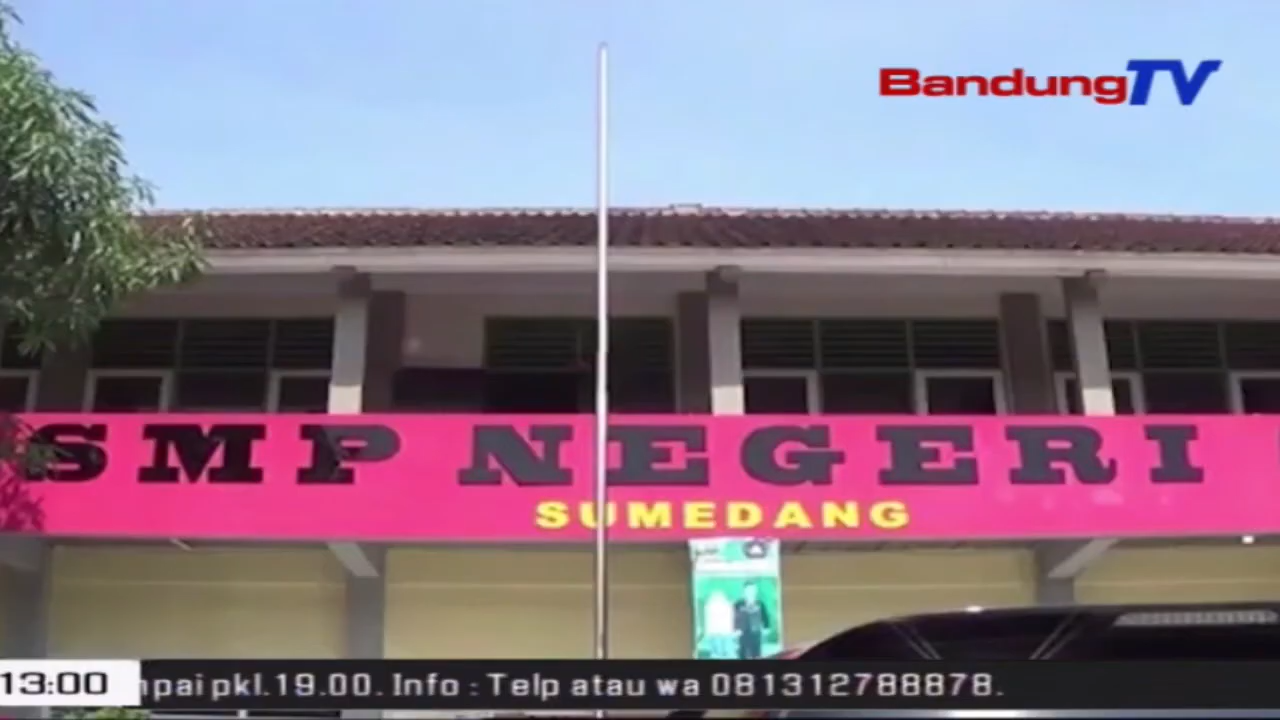 BandungTV
SMP NEGERI
SUMEDANG
13:00
pai pkl.19.00. Info : Telp atau wa 081312788878.